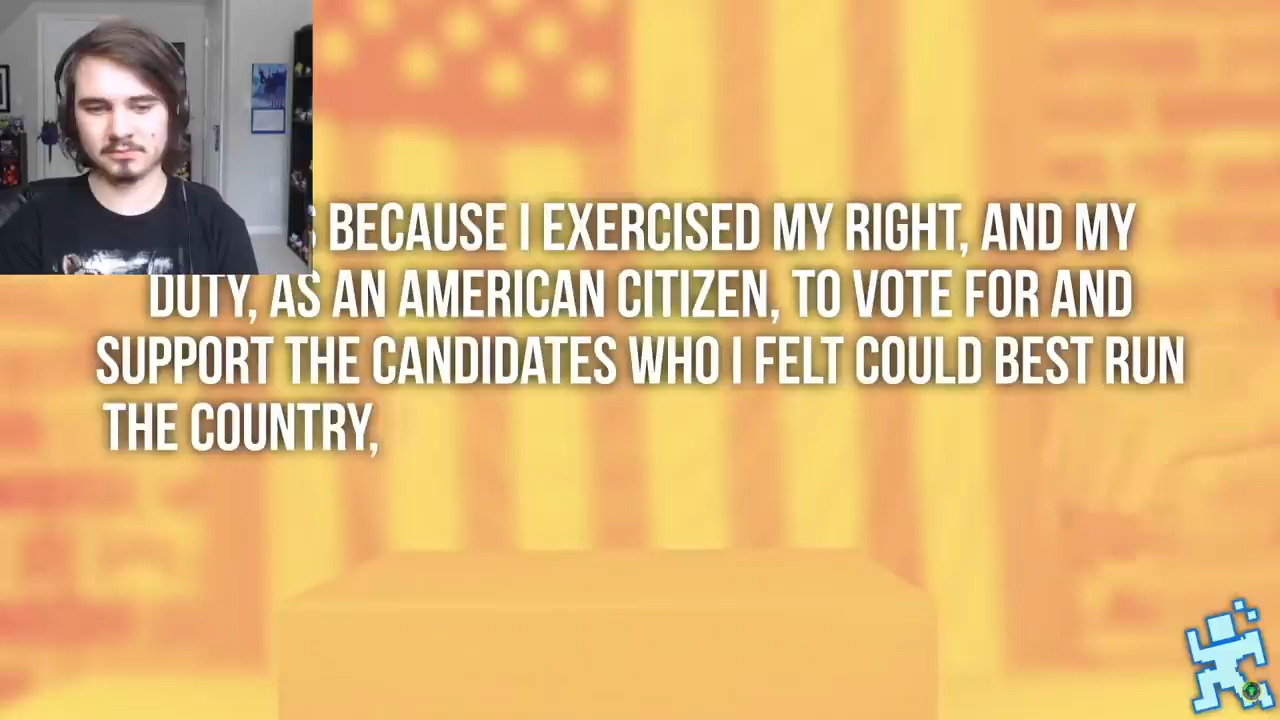 BECAUSE I EXERCISED MY RIGHT, AND MY
DUTY, AS AN AMERICAN CITIZEN, TO VOTE FOR AND
SUPPORT THE CANDIDATES WHO I FELT COULD BEST RUN
THE COUNTRY,